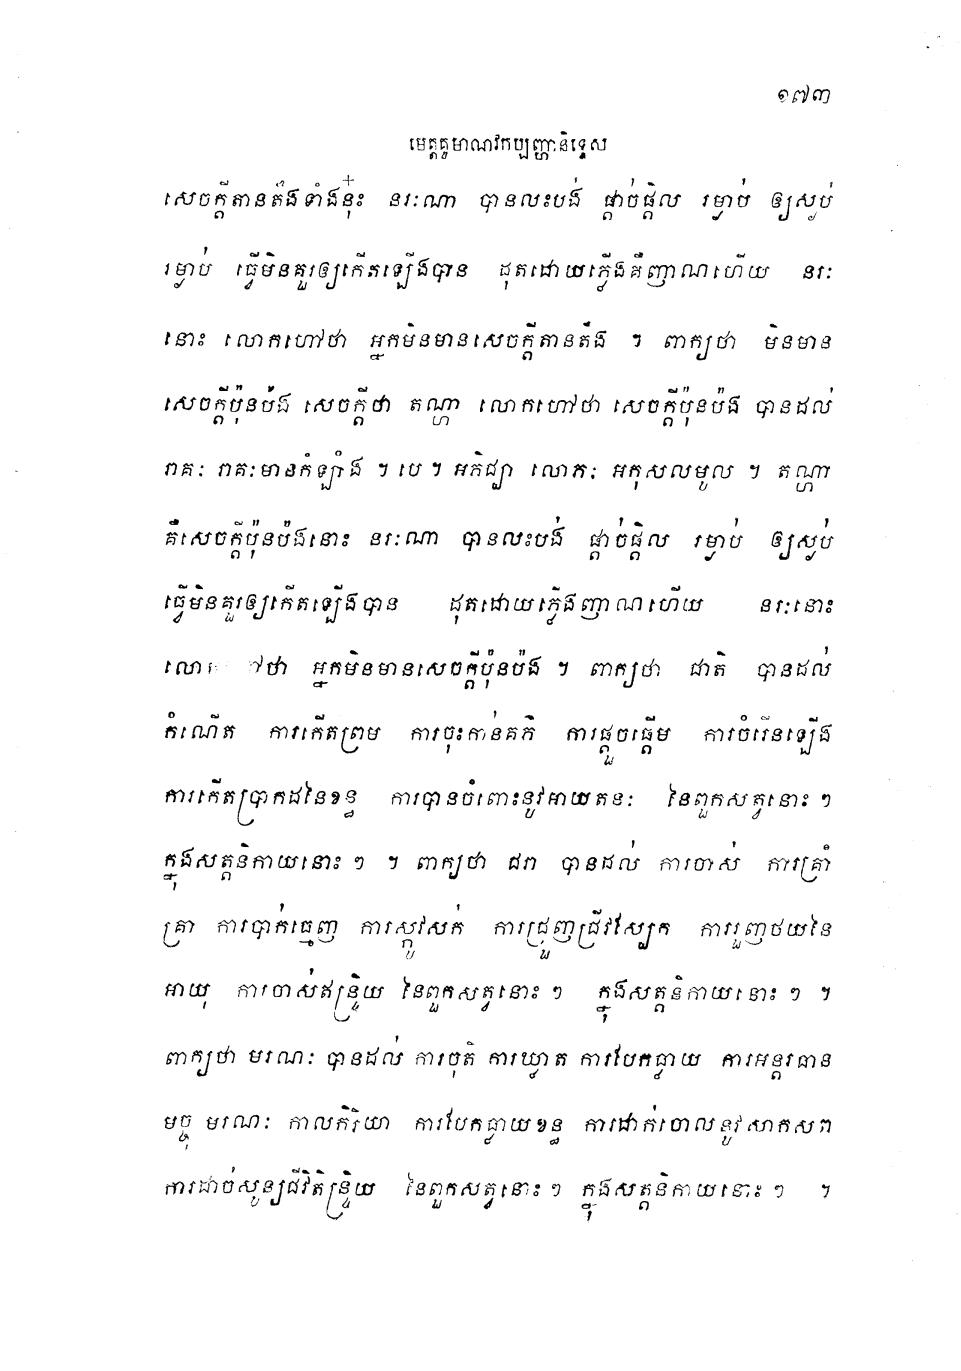 ១៧៣
មេត្តគូមាណវកប្បញ្ហានិទ្ទេស
សេចក្តីតានតឹងទាំងនុ៎ះ នរៈណា បានលះបង់ ផ្តាច់ផ្តិល រម្ងាប់ ឲ្យស្ងប់
រម្ងាប់ ធ្វើមិនគួរឲ្យកើតឡើងបាន ដុតដោយភ្លើងគឺញាណហើយ នរៈ
នោះ លោកហៅថា អ្នកមិនមានសេចក្តីតានតឹង ។ ពាក្យថា មិនមាន
សេចក្តីប៉ុនប៉ង សេចក្តីថា តណ្ហា លោកហៅថា សេចក្តីប៉ុនប៉ង បានដល់
រាគៈ រាគៈមានកំឡាំង ។ បេ ។ អភិជ្ឈា លោភៈ អកុសលមូល ។ តណ្ហា
គឺសេចក្តីប៉ុនប៉ងនោះ នរៈណា បានលះបង់ ផ្តាច់ផ្តិល រម្ងាប់ ឲ្យស្ងប់
ធ្វើមិនគួរឲ្យកើតឡើងបាន ដុតដោយភ្លើងញាណហើយ នរៈនោះ
ថា អ្នកមិនមានសេចក្តីប៉ុនប៉ង ។ ពាក្យថា ជាតិ បានដល់
កំណើត ការកើតព្រម ការចុះកាន់គភ៌ ការផ្តួចផ្តើម ការចំរើនឡើង
ការកើតប្រាកដនៃខន្ធ ការបានចំពោះនូវអាយតនៈ នៃពួកសត្វនោះ ៗ
ក្នុងសត្តនិកាយនោះ ៗ ។ ពាក្យថា ជរា បានដល់ ការចាស់ ការគ្រាំ
គ្រា ការបាក់ធ្មេញ ការស្កូវសក់ ការជ្រួញជ្រីវស្បែក ការរួញថយនៃ
អាយុ ការចាស់ឥន្ទ្រិយ នៃពួកសត្វនោះ ៗ ក្នុងសត្តនិកាយនោះ ៗ ។
ពាក្យថា មរណៈ បានដល់ ការចុតិ ការឃ្លាត ការបែកធ្លាយ ការអន្តរធាន
មច្ចុ មរណៈ កាលកិរិយា ការបែកធ្លាយខន្ធ ការដាក់ចោលនូវសាកសព
ការដាច់សូន្យជីវិតិន្ទ្រិយ នៃពួកសត្វនោះ ៗ ក្នុងសត្តនិកាយនោះ ៗ ។